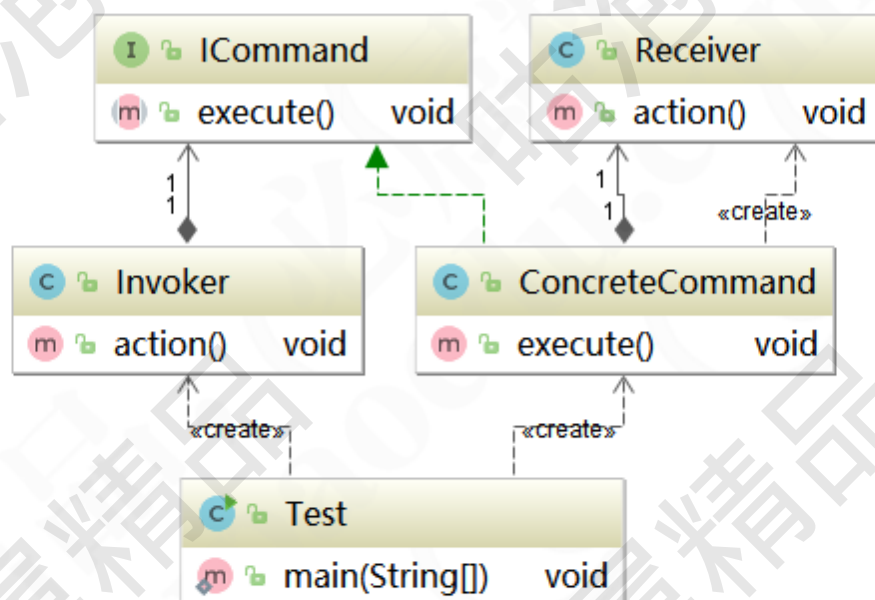 ICommand
execute() void
Receiver
action() void
1
1
1
1
«create»
Invoker
action() void
ConcreteCommand
execute() void
«create»
«create»
Test
main(String[]) void